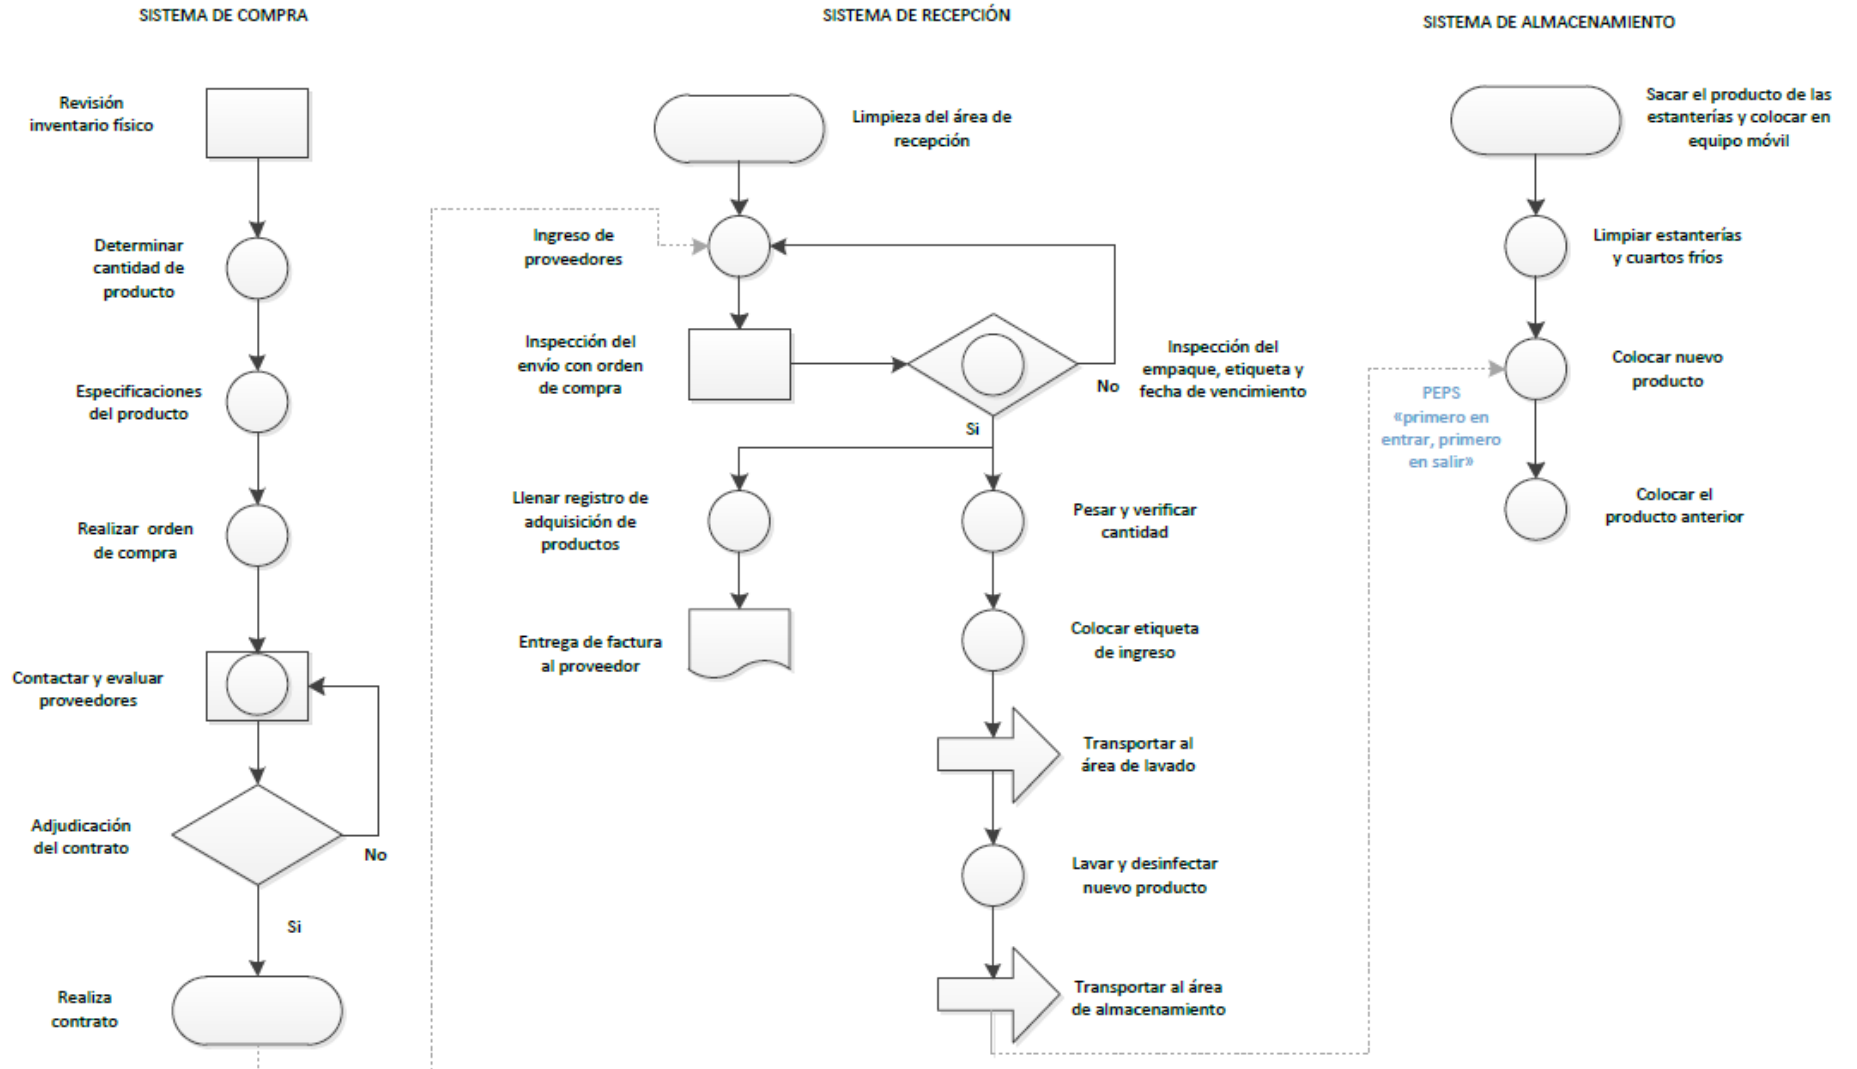 SISTEMA DE COMPRA
Revisión
inventario físico
Determinar
cantidad de
producto
Especificaciones
del producto
Realizar orden
de compra
Contactar y evaluar
proveedores
Adjudicación
del contrato
No
Si
Realiza
contrato
SISTEMA DE RECEPCIÓN
Limpieza del área de
recepción
Ingreso de
proveedores
Inspección del
envío con orden
de compra
Inspección del
empaque, etiqueta y
fecha de vencimiento
No
Si
Llenar registro de
adquisición de
productos
Pesar y verificar
cantidad
Entrega de factura
al proveedor
Colocar etiqueta
de ingreso
Transportar al
área de lavado
Lavar y desinfectar
nuevo producto
Transportar al área
de almacenamiento
SISTEMA DE ALMACENAMIENTO
Sacar el producto de las
estanterías y colocar en
equipo móvil
Limpiar estanterías
y cuartos fríos
Colocar nuevo
producto
PEPS
«primero en
entrar, primero
en salir»
Colocar el
producto anterior